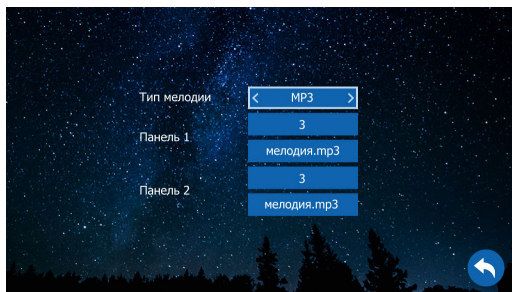 Тип мелодии
< MP3 >
3
Панель 1
мелодия.mp3
3
Панель 2
мелодия.mp3